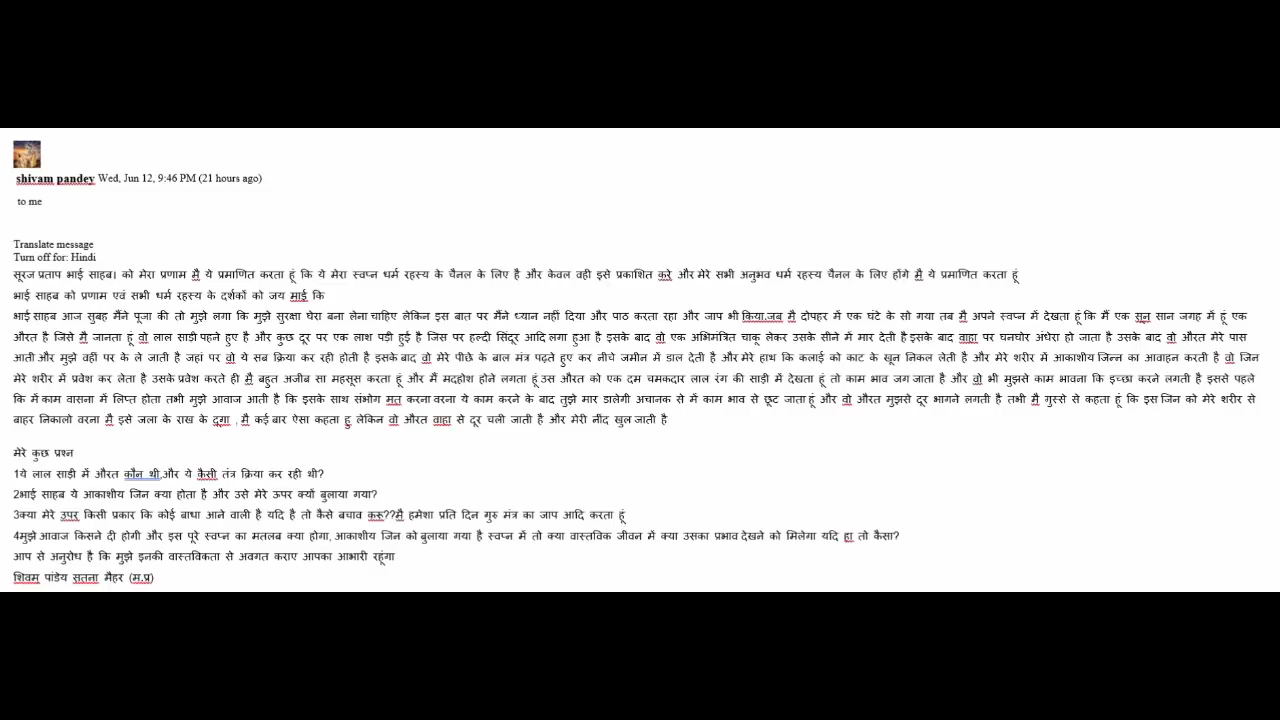 shivam pandey Wed, Jun 12, 9:46 PM (21 hours ago)
to me
Translate message
Turn off for: Hindi
सूरज प्रताप भाई साहब। को मेरा प्रणाम मै ये प्रमाणित करता हूं कि ये मेरा स्वप्न धर्म रहस्य के चैनल के लिए है और केवल वही इसे प्रकाशित करे और मेरे सभी अनुभव धर्म रहस्य चैनल के लिए होंगे मै ये प्रमाणित करता हूं
भाई साहब को प्रणाम एवं सभी धर्म रहस्य के दर्शकों को जय माई कि
भाई साहब आज सुबह मैंने पूजा की तो मुझे लगा कि मुझे सुरक्षा घेरा बना लेना चाहिए लेकिन इस बात पर मैंने ध्यान नहीं दिया और पाठ करता रहा और जाप भी किया.जब मै दोपहर में एक घंटे के सो गया तब मै अपने स्वप्न में देखता हूं कि मैं एक सून सान जगह में हूं एक
औरत है जिसे मै जानता हूं वो लाल साड़ी पहने हुए है और कुछ दूर पर एक लाश पड़ी हुई है जिस पर हल्दी सिंदूर आदि लगा हुआ है इसके बाद वो एक अभिमंत्रित चाकू लेकर उसके सीने में मार देती है इसके बाद वाहा पर घनघोर अंधेरा हो जाता है उसके बाद वो औरत मेरे पास
आती और मुझे वहीं पर के ले जाती है जहां पर वो ये सब क्रिया कर रही होती है इसके बाद वो मेरे पीछे के बाल मंत्र पढ़ते हुए कर नीचे जमीन में डाल देती है और मेरे हाथ कि कलाई को काट के खून निकल लेती है और मेरे शरीर में आकाशीय जिन्न का आवाहन करती है वो जिन
मेरे शरीर में प्रवेश कर लेता है उसके प्रवेश करते ही मै बहुत अजीब सा महसूस करता हूं और मैं मदहोश होने लगता हूं उस औरत को एक दम चमकदार लाल रंग की साड़ी में देखता हूं तो काम भाव जग जाता है और वो भी मुझसे काम भावना कि इच्छा करने लगती है इससे पहले
कि में काम वासना में लिप्त होता तभी मुझे आवाज आती है कि इसके साथ संभोग मत करना वरना ये काम करने के बाद तुझे मार डालेगी अचानक से में काम भाव से छूट जाता हूं और वो औरत मुझसे दूर भागने लगती है तभी मै गुस्से से कहता हूं कि इस जिन को मेरे शरीर से
बाहर निकालो वरना मै इसे जला के राख के दूगा , मै कई बार ऐसा कहता हु लेकिन वो औरत वाहा से दूर चली जाती है और मेरी नींद खुल जाती है
मेरे कुछ प्रश्न
1ये लाल साड़ी में औरत कौन थी,और ये कैसी तंत्र क्रिया कर रही थी?
2भाई साहब ये आकाशीय जिन क्या होता है और उसे मेरे ऊपर क्यों बुलाया गया?
3क्या मेरे उपर किसी प्रकार कि कोई बाधा आने वाली है यदि है तो कैसे बचाव करू??मै हमेशा प्रति दिन गुरु मंत्र का जाप आदि करता हूं
4मुझे आवाज किसने दी होगी और इस पूरे स्वप्न का मतलब क्या होगा, आकाशीय जिन को बुलाया गया है स्वप्न में तो क्या वास्तविक जीवन में क्या उसका प्रभाव देखने को मिलेगा यदि हा तो कैसा?
आप से अनुरोध है कि मुझे इनकी वास्तविकता से अवगत कराए आपका आभारी रहूंगा
शिवम पांडेय सतना मैहर (म.प्र)